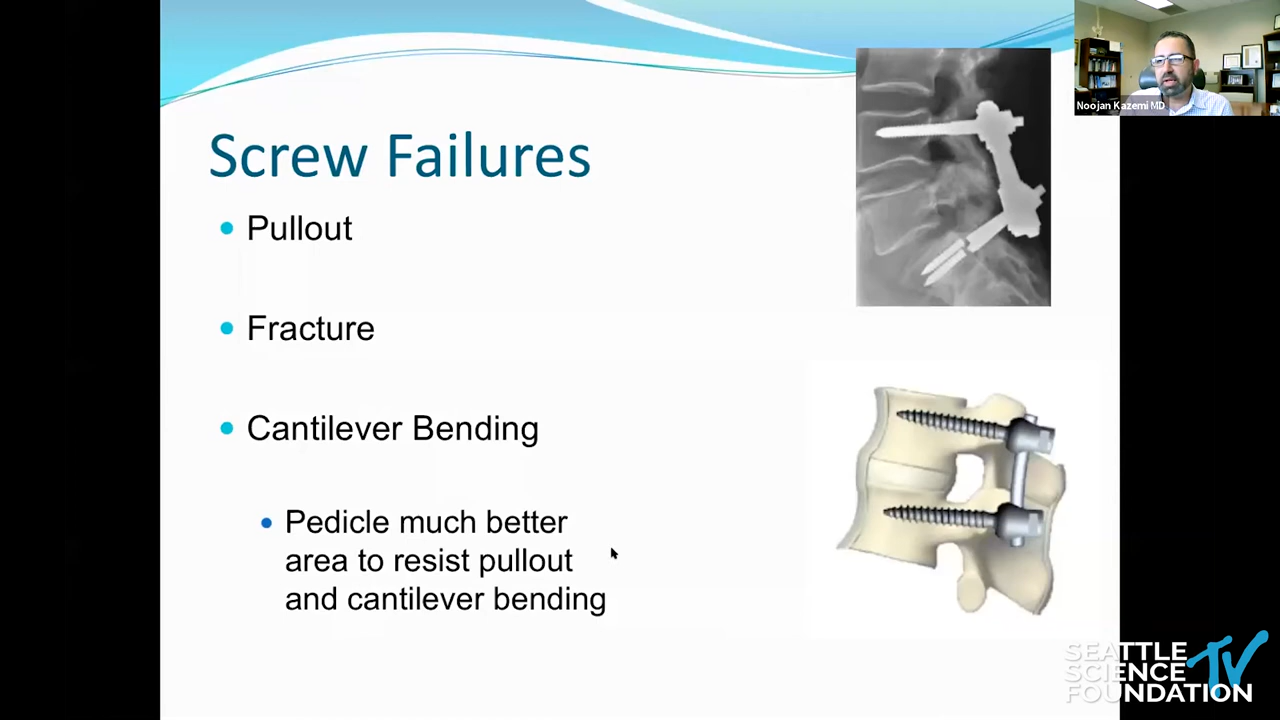 Noojan Kazemi MD
Screw Failures
Pullout
Fracture
Cantilever Bending
Pedicle much better
area to resist pullout
and cantilever bending
SEATTLE
SCIENCE
FOUNDATION
TV